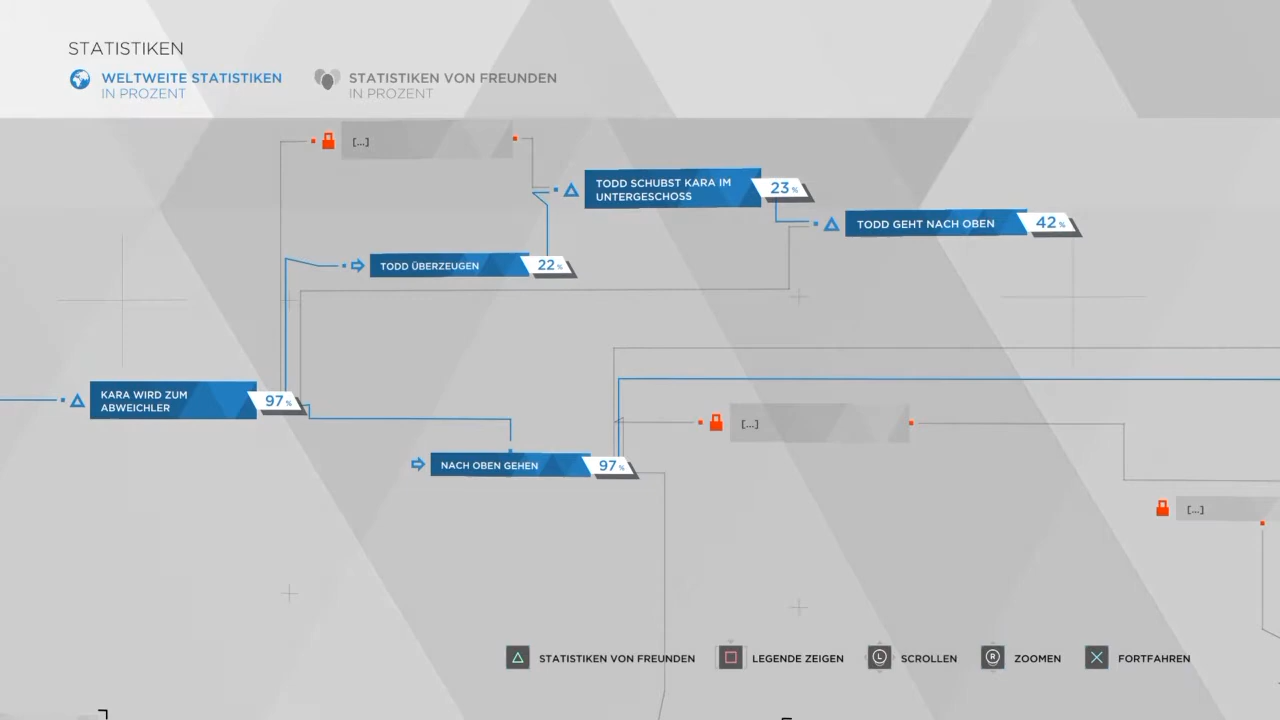 STATISTIKEN
WELTWEITE STATISTIKEN
IN PROZENT
STATISTIKEN VON FREUNDEN
IN PROZENT
[...]
TODD SCHUBST KARA IM
UNTERGESCHOSS
23%
TODD GEHT NACH OBEN
42%
TODD ÜBERZEUGEN
22%
KARA WIRD ZUM
ABWEICHLER
97%
[...]
NACH OBEN GEHEN
97%
[...]
STATISTIKEN VON FREUNDEN
LEGENDE ZEIGEN
L
SCROLLEN
R
ZOOMEN
FORTFAHREN